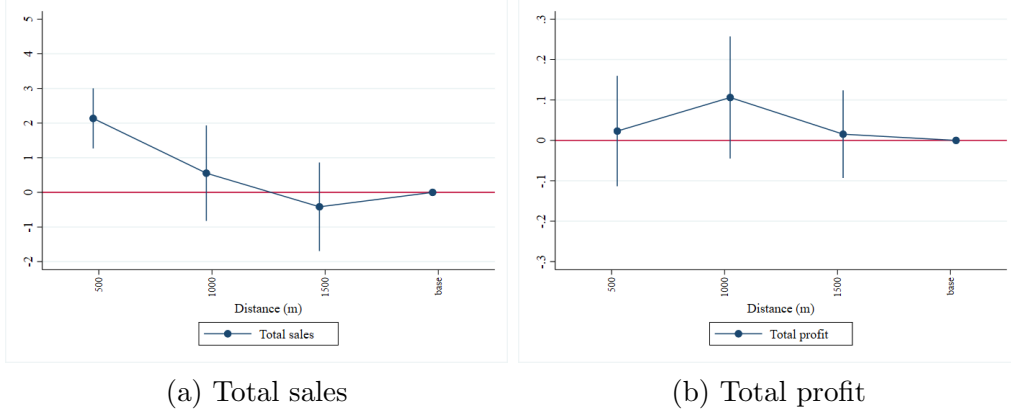 5
4
3
2
1
0
-1
-2
500
1000
1500
base
Distance (m)
Total sales
(a) Total sales
.3
.2
.1
0
-.1
-.2
-.3
500
1000
1500
base
Distance (m)
Total profit
(b) Total profit